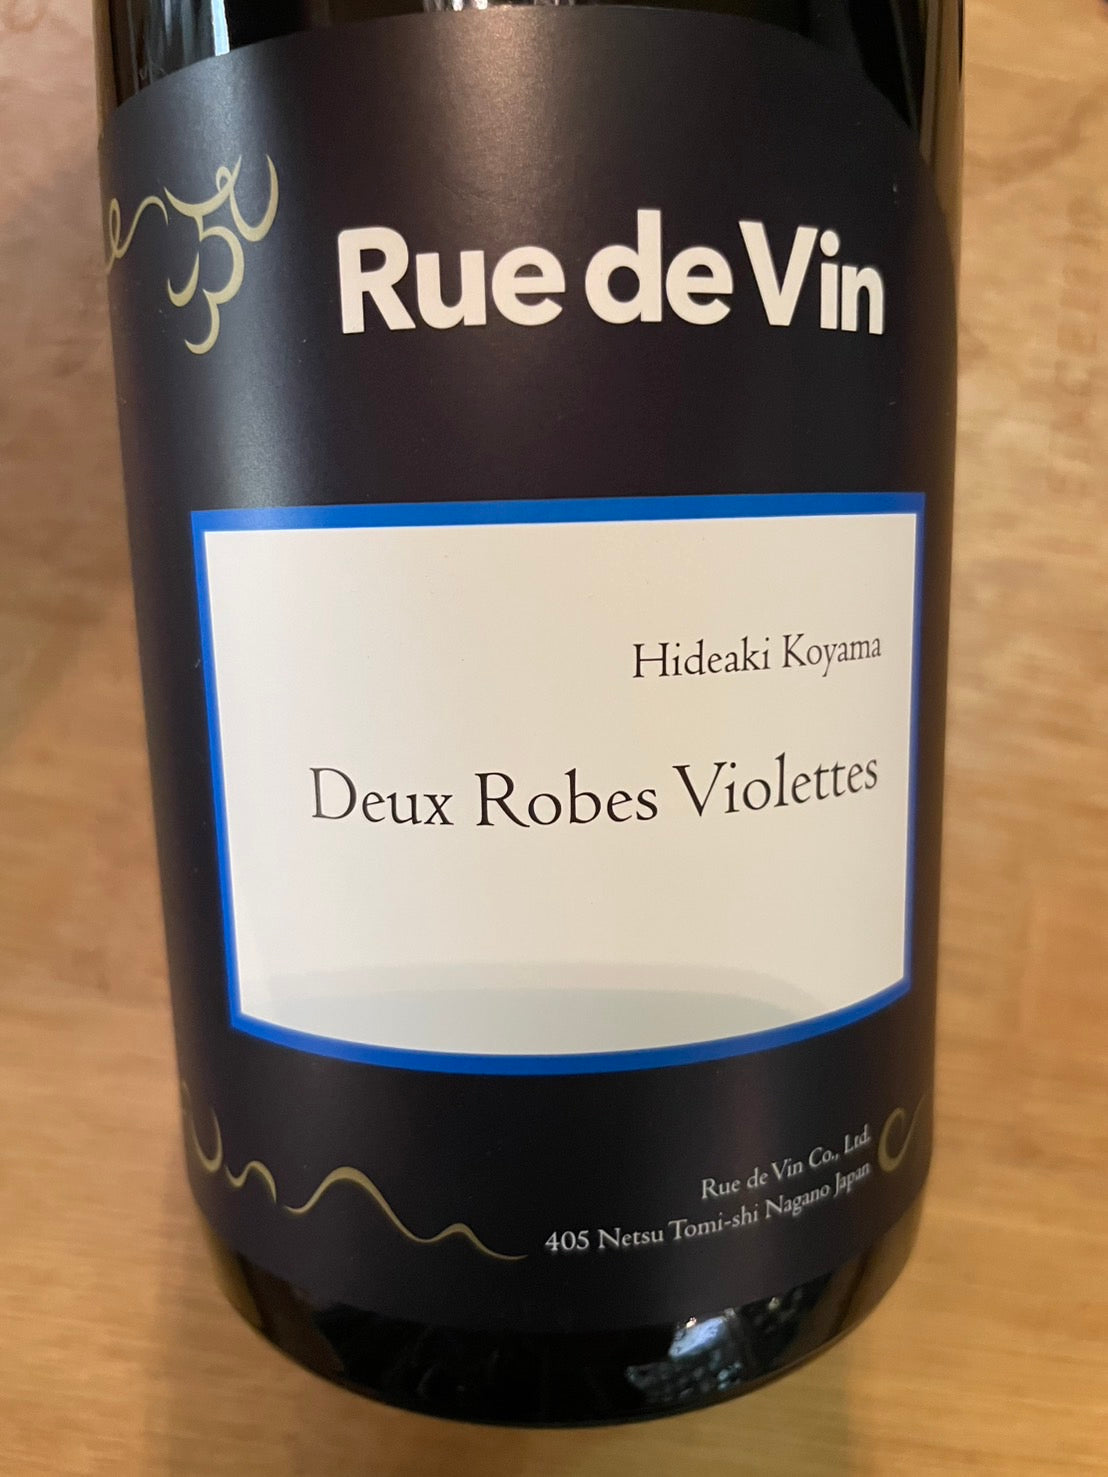 Rue de Vin
Hideaki Koyama
Deux Robes Violettes
Rue de Vin Co., Ltd.
405 Netsu Tomi-shi Nagano Japan